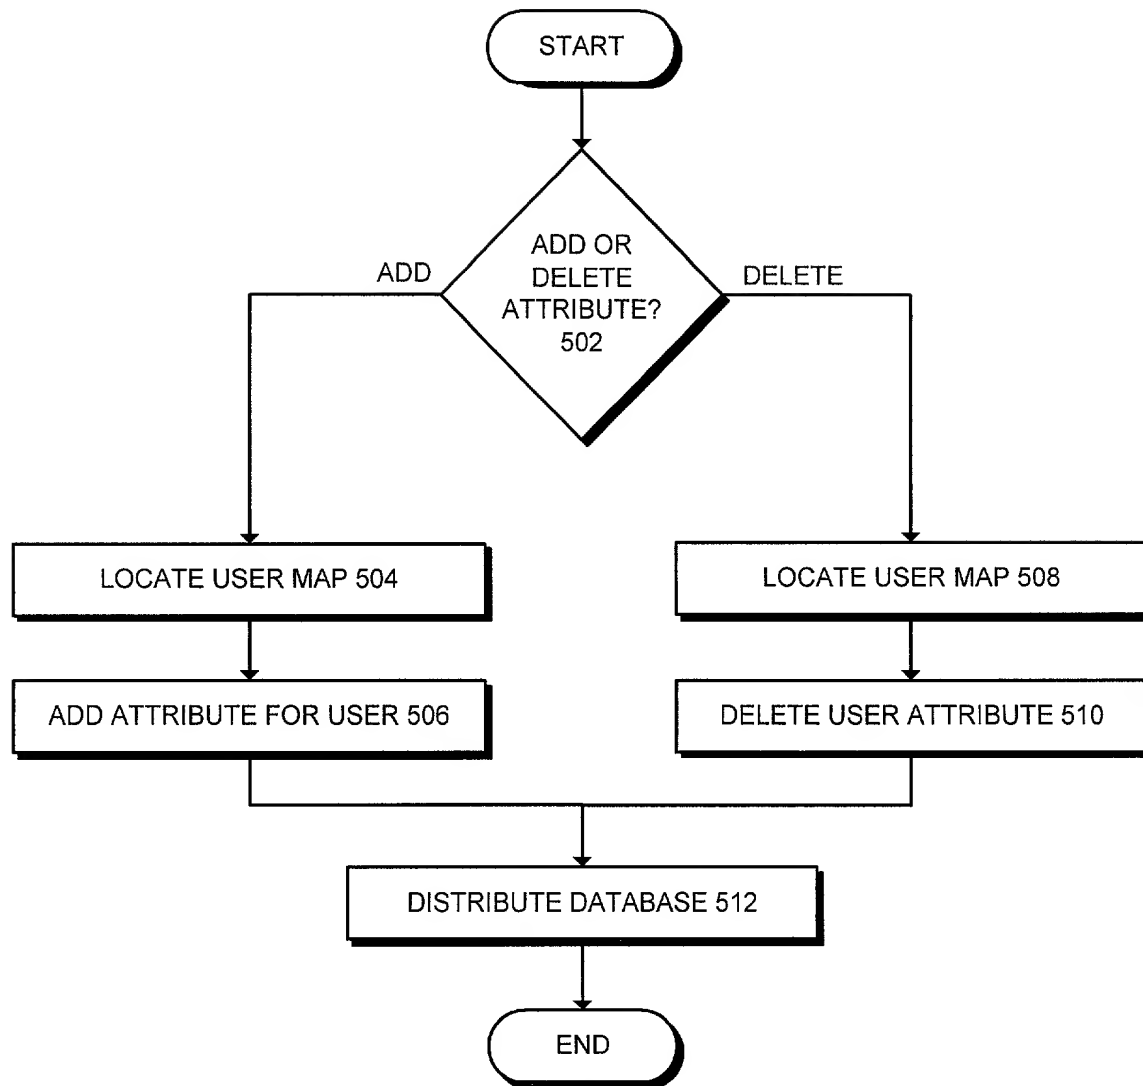 START
ADD OR
DELETE
ATTRIBUTE?
502
ADD
DELETE
LOCATE USER MAP 504
LOCATE USER MAP 508
ADD ATTRIBUTE FOR USER 506
DELETE USER ATTRIBUTE 510
DISTRIBUTE DATABASE 512
END